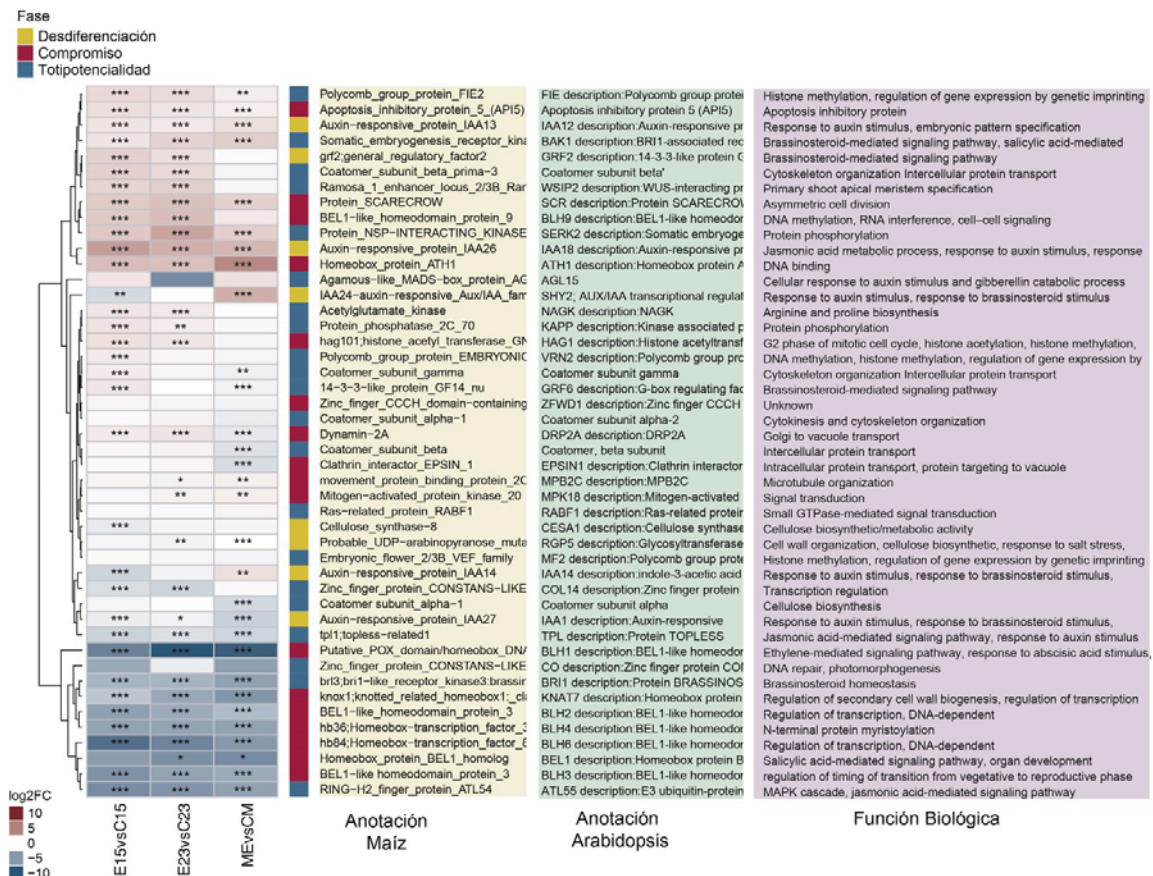 Fase
Desdiferenciación
Compromiso
Totipotencialidad
*** *** ** Polycomb_group_protein_FIE2 FIE description:Polycomb group protei Histone methylation, regulation of gene expression by genetic imprinting
*** *** *** Apoptosis_inhibitory_protein_5_(API5) Apoptosis inhibitory protein 5 (API5) Apoptosis inhibitory protein
*** *** *** Auxin-responsive_protein_IAA13 IAA12 description:Auxin-responsive pr Response to auxin stimulus, embryonic pattern specification
*** *** *** Somatic_embryogenesis_receptor_kina BAK1 description:BRI1-associated rec Brassinosteroid-mediated signaling pathway, salicylic acid-mediated
*** *** grf2;general_regulatory_factor2 GRF2 description:14-3-3-like protein G Brassinosteroid-mediated signaling pathway
*** *** Coatomer_subunit_beta_prima-3 Coatomer subunit beta' Cytoskeleton organization Intercellular protein transport
*** *** Ramosa_1_enhancer_locus_2/3B_Ran WSIP2 description:WUS-interacting pr Primary shoot apical meristem specification
*** *** *** Protein_SCARECROW SCR description:Protein SCARECROW Asymmetric cell division
*** *** BEL1-like_homeodomain_protein_9 BLH9 description:BEL1-like homeodor DNA methylation, RNA interference, cell-cell signaling
*** *** *** Protein_NSP-INTERACTING_KINASE SERK2 description:Somatic embryoge Protein phosphorylation
*** *** *** Auxin-responsive_protein_IAA26 IAA18 description:Auxin-responsive pr Jasmonic acid metabolic process, response to auxin stimulus, response
*** *** *** Homeobox_protein_ATH1 ATH1 description:Homeobox protein A DNA binding
Agamous-like_MADS-box_protein_AG AGL15 Cellular response to auxin stimulus and gibberellin catabolic process
** *** IAA24-auxin-responsive_Aux/IAA_fam SHY2; AUX/IAA transcriptional regulat Response to auxin stimulus, response to brassinosteroid stimulus
*** *** Acetylglutamate_kinase NAGK description:NAGK Arginine and proline biosynthesis
*** ** Protein_phosphatase_2C_70 KAPP description:Kinase associated p Protein phosphorylation
*** *** hag101;histone_acetyl_transferase_GN HAG1 description:Histone acetyltransf G2 phase of mitotic cell cycle, histone acetylation, histone methylation,
*** Polycomb_group_protein_EMBRYONIC VRN2 description:Polycomb group pro DNA methylation, histone methylation, regulation of gene expression by
*** ** Coatomer_subunit_gamma Coatomer subunit gamma Cytoskeleton organization Intercellular protein transport
*** *** 14-3-3-like_protein_GF14_nu GRF6 description:G-box regulating fac Brassinosteroid-mediated signaling pathway
Zinc_finger_CCCH_domain-containing ZFWD1 description:Zinc finger CCCH Unknown
Coatomer_subunit_alpha-1 Coatomer subunit alpha-2 Cytokinesis and cytoskeleton organization
*** *** *** Dynamin-2A DRP2A description:DRP2A Golgi to vacuole transport
*** Coatomer_subunit_beta Coatomer, beta subunit Intercellular protein transport
*** Clathrin_interactor_EPSIN_1 EPSIN1 description:Clathrin interactor Intracellular protein transport, protein targeting to vacuole
* ** movement_protein_binding_protein_2C MPB2C description:MPB2C Microtubule organization
** ** Mitogen-activated_protein_kinase_20 MPK18 description:Mitogen-activated Signal transduction
Ras-related_protein_RABF1 RABF1 description:Ras-related protein Small GTPase-mediated signal transduction
*** Cellulose_synthase-8 CESA1 description:Cellulose synthase Cellulose biosynthetic/metabolic activity
** *** Probable_UDP-arabinopyranose_muta RGP5 description:Glycosyltransferase Cell wall organization, cellulose biosynthetic, response to salt stress,
Embryonic_flower_2/3B_VEF_family MF2 description:Polycomb group prote Histone methylation, regulation of gene expression by genetic imprinting
*** ** Auxin-responsive_protein_IAA14 IAA14 description:indole-3-acetic acid Response to auxin stimulus, response to brassinosteroid stimulus,
*** *** Zinc_finger_protein_CONSTANS-LIKE COL14 description:Zinc finger protein Transcription regulation
*** Coatomer subunit_alpha-1 Coatomer subunit alpha Cellulose biosynthesis
*** * *** Auxin-responsive_protein_IAA27 IAA1 description:Auxin-responsive Response to auxin stimulus, response to brassinosteroid stimulus,
*** *** *** tpl1;topless-related1 TPL description:Protein TOPLESS Jasmonic acid-mediated signaling pathway, response to auxin stimulus
*** *** *** Putative_POX_domain/homeobox_DNA BLH1 description:BEL1-like homeodor Ethylene-mediated signaling pathway, response to abscisic acid stimulus,
Zinc_finger_protein_CONSTANS-LIKE CO description:Zinc finger protein CON DNA repair, photomorphogenesis
*** *** *** brl3;bri1-like_receptor_kinase3:brassin BRI1 description:Protein BRASSINOS Brassinosteroid homeostasis
*** *** *** knox1;knotted_related_homeobox1:_cla KNAT7 description:Homeobox protein Regulation of secondary cell wall biogenesis, regulation of transcription
*** *** *** BEL1-like_homeodomain_protein_3 BLH2 description:BEL1-like homeodor Regulation of transcription, DNA-dependent
*** *** *** hb36;Homeobox-transcription_factor_3 BLH4 description:BEL1-like homeodor N-terminal protein myristoylation
*** *** *** hb84;Homeobox-transcription_factor_8 BLH6 description:BEL1-like homeodor Regulation of transcription, DNA-dependent
* * Homeobox_protein_BEL1_homolog BEL1 description:Homeobox protein B Salicylic acid-mediated signaling pathway, organ development
*** *** *** BEL1-like homeodomain_protein_3 BLH3 description:BEL1-like homeodor regulation of timing of transition from vegetative to reproductive phase
*** *** *** RING-H2_finger_protein_ATL54 ATL55 description:E3 ubiquitin-protein MAPK cascade, jasmonic acid-mediated signaling pathway
log2FC
10
5
0
-5
-10
E15vsC15
E23vsC23
MEvsCM
Anotación
Maíz
Anotación
Arabidopsis
Función Biológica